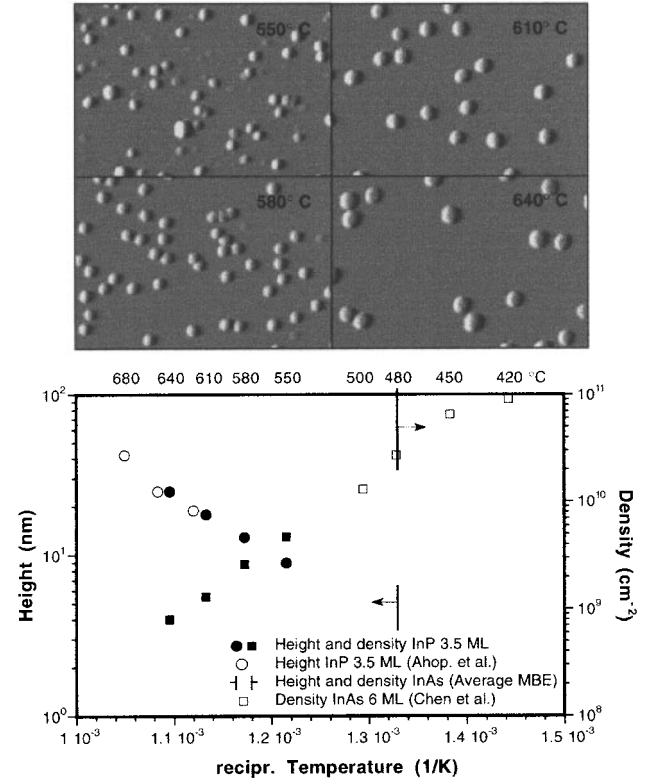 550° C
610° C
580° C
640° C
680 640 610 580 550 500 480 450 420 °C
10²
10¹¹
10¹⁰
10¹
10⁹
10⁰
10⁸
Height (nm)
Density (cm⁻²)
Height and density InP 3.5 ML
Height InP 3.5 ML (Ahop. et al.)
Height and density InAs (Average MBE)
Density InAs 6 ML (Chen et al.)
1 10⁻³ 1.1 10⁻³ 1.2 10⁻³ 1.3 10⁻³ 1.4 10⁻³ 1.5 10⁻³
recipr. Temperature (1/K)